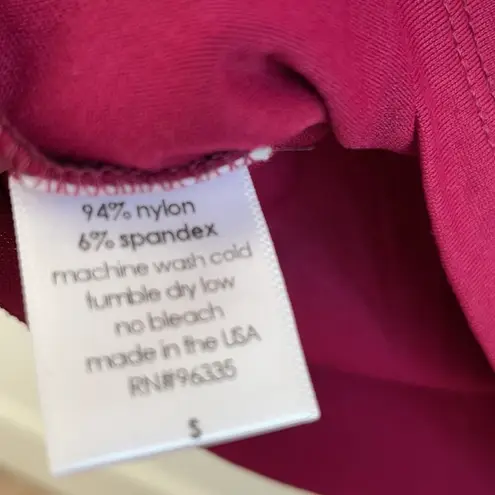 94% nylon
6% spandex
machine wash cold
tumble dry low
no bleach
made in the USA
RN#96335
S